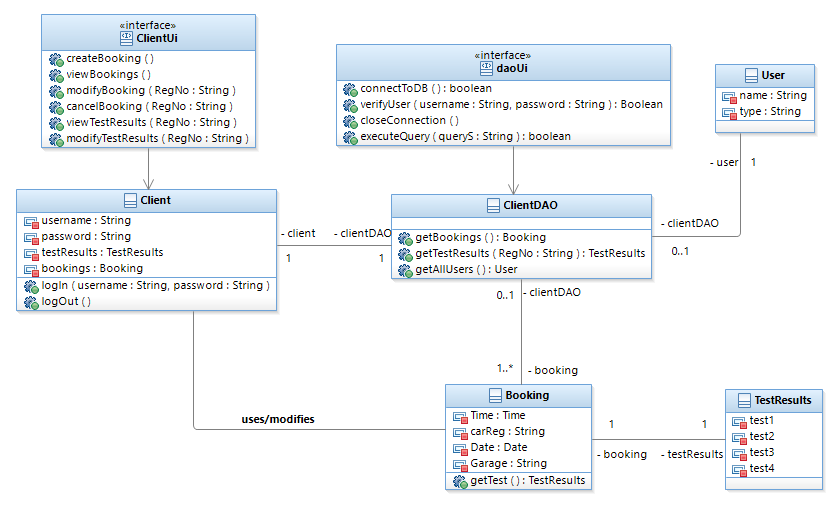 «interface»
ClientUi
createBooking ( )
viewBookings ( )
modifyBooking ( RegNo : String )
cancelBooking ( RegNo : String )
viewTestResults ( RegNo : String )
modifyTestResults ( RegNo : String )
«interface»
daoUi
connectToDB ( ) : boolean
verifyUser ( username : String, password : String ) : Boolean
closeConnection ( )
executeQuery ( queryS : String ) : boolean
User
name : String
type : String
- user 1
Client
username : String
password : String
testResults : TestResults
bookings : Booking
logIn ( username : String, password : String )
logOut ( )
- client - clientDAO
1 1
ClientDAO
getBookings ( ) : Booking
getTestResults ( RegNo : String ) : TestResults
getAllUsers ( ) : User
- clientDAO
0..1
0..1 - clientDAO
1..* - booking
uses/modifies
Booking
Time : Time
carReg : String
Date : Date
Garage : String
getTest ( ) : TestResults
1 1
- booking - testResults
TestResults
test1
test2
test3
test4